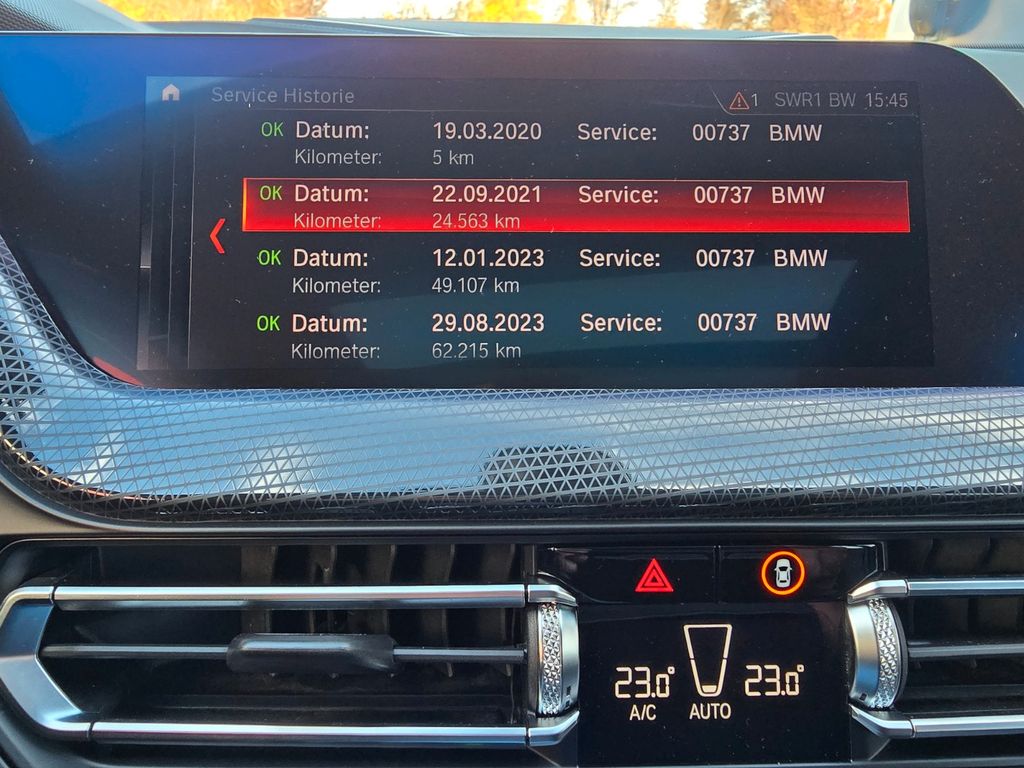 Service Historie 1 SWR1 BW 15:45
OK Datum: 19.03.2020 Service: 00737 BMW
Kilometer: 5 km
OK Datum: 22.09.2021 Service: 00737 BMW
Kilometer: 24.563 km
OK Datum: 12.01.2023 Service: 00737 BMW
Kilometer: 49.107 km
OK Datum: 29.08.2023 Service: 00737 BMW
Kilometer: 62.215 km
23.0° 23.0°
A/C AUTO